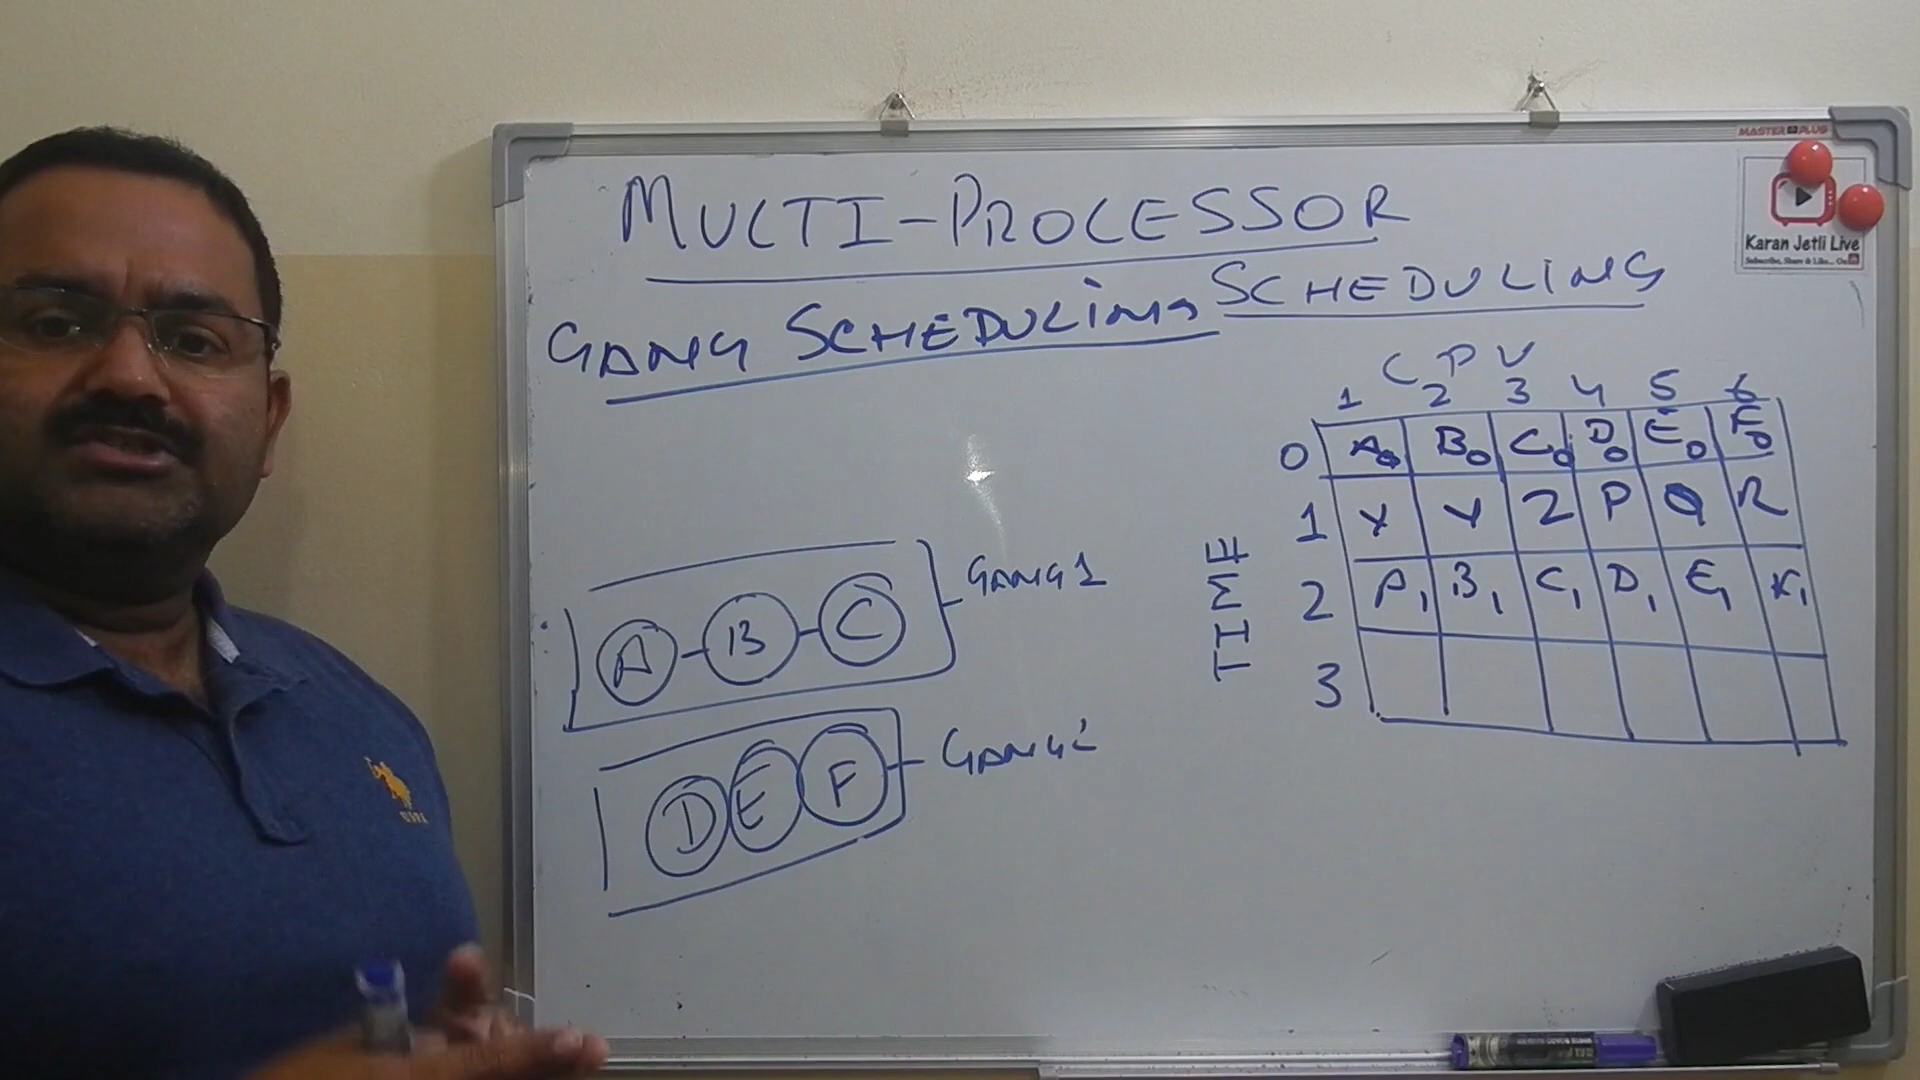 MASTER PLUS
Karan Jetli Live
MULTI-PROCESSOR
SCHEDULING
GANG SCHEDULING
CPU
1 2 3 4 5 6
0 A0 B0 C0 D0 E0 F0
1 X Y Z P Q R
2 A1 B1 C1 D1 E1 F1
3
TIME
A B C
GANG 1
D E F
GANG 2